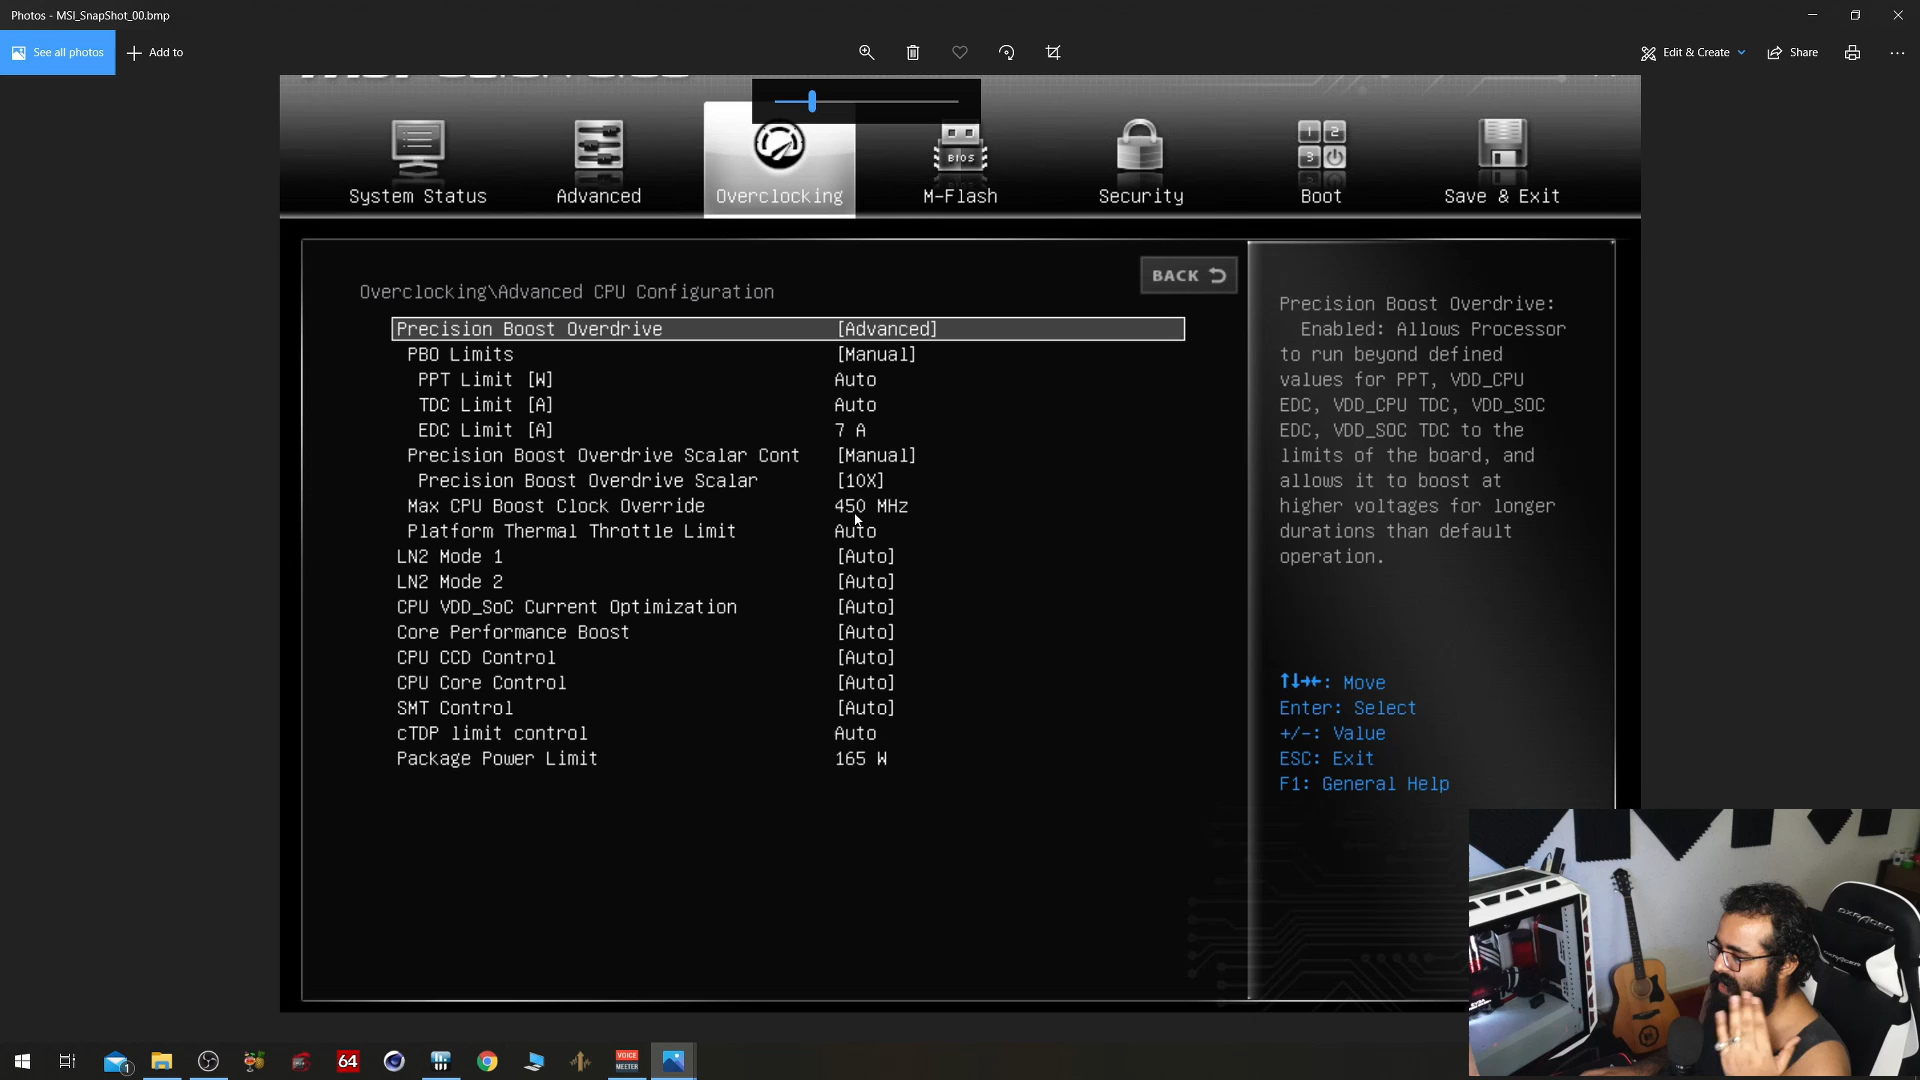 Photos - MSI_SnapShot_00.bmp
See all photos
Add to
Edit & Create
Share
System Status
Advanced
Overclocking
BIOS
M-Flash
Security
1 2
3
Boot
Save & Exit
BACK
Overclocking\Advanced CPU Configuration
Precision Boost Overdrive [Advanced]
PBO Limits [Manual]
PPT Limit [W] Auto
TDC Limit [A] Auto
EDC Limit [A] 7 A
Precision Boost Overdrive Scalar Cont [Manual]
Precision Boost Overdrive Scalar [10X]
Max CPU Boost Clock Override 450 MHz
Platform Thermal Throttle Limit Auto
LN2 Mode 1 [Auto]
LN2 Mode 2 [Auto]
CPU VDD_SoC Current Optimization [Auto]
Core Performance Boost [Auto]
CPU CCD Control [Auto]
CPU Core Control [Auto]
SMT Control [Auto]
cTDP limit control Auto
Package Power Limit 165 W
Precision Boost Overdrive:
Enabled: Allows Processor
to run beyond defined
values for PPT, VDD_CPU
EDC, VDD_CPU TDC, VDD_SOC
EDC, VDD_SOC TDC to the
limits of the board, and
allows it to boost at
higher voltages for longer
durations than default
operation.
↑↓→←: Move
Enter: Select
+/-: Value
ESC: Exit
F1: General Help
DXRACER
1
64
VOICE
MEETER